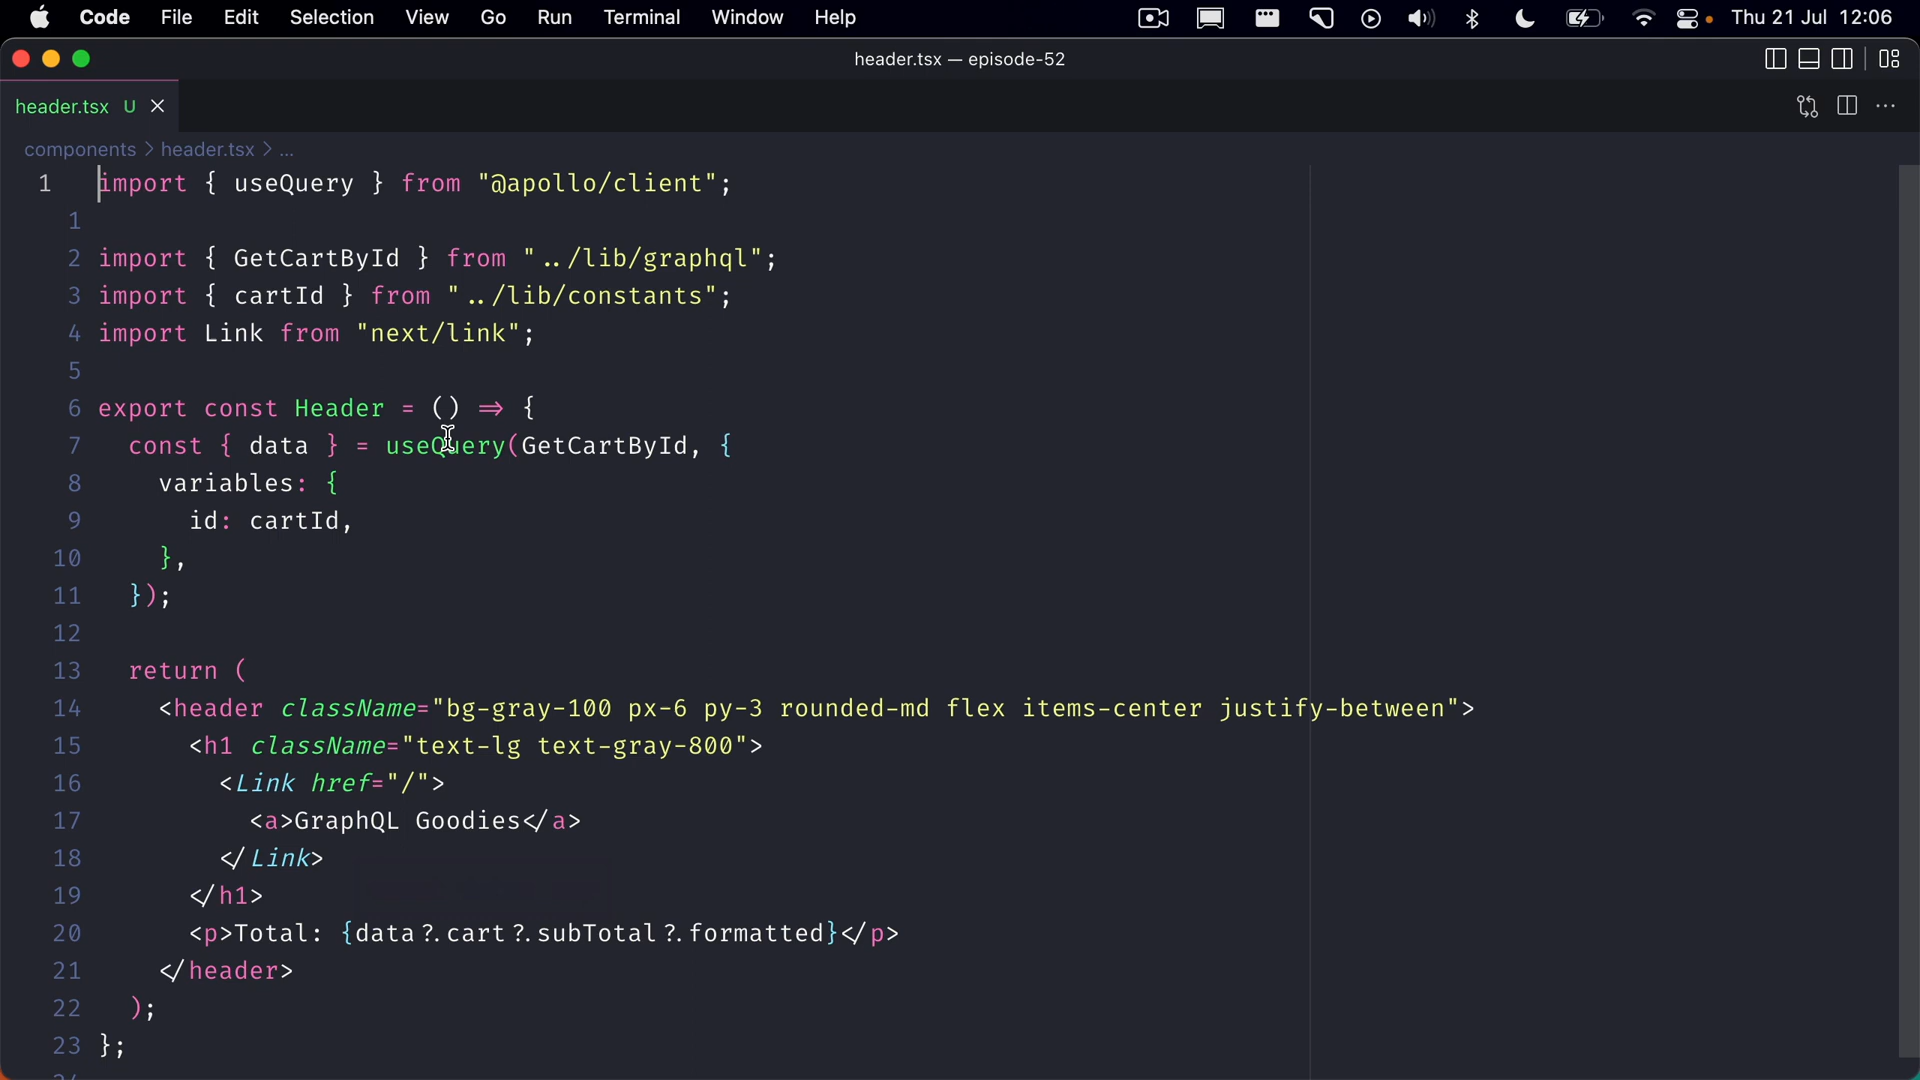 Code File Edit Selection View Go Run Terminal Window Help Thu 21 Jul 12:06
header.tsx — episode-52
header.tsx U
components > header.tsx > ...
1 import { useQuery } from "@apollo/client";
1
2 import { GetCartById } from "../lib/graphql";
3 import { cartId } from "../lib/constants";
4 import Link from "next/link";
5
6 export const Header = () => {
7 const { data } = useQuery(GetCartById, {
8 variables: {
9 id: cartId,
10 },
11 });
12
13 return (
14 <header className="bg-gray-100 px-6 py-3 rounded-md flex items-center justify-between">
15 <h1 className="text-lg text-gray-800">
16 <Link href="/">
17 <a>GraphQL Goodies</a>
18 </Link>
19 </h1>
20 <p>Total: {data?.cart?.subTotal?.formatted}</p>
21 </header>
22 );
23 };